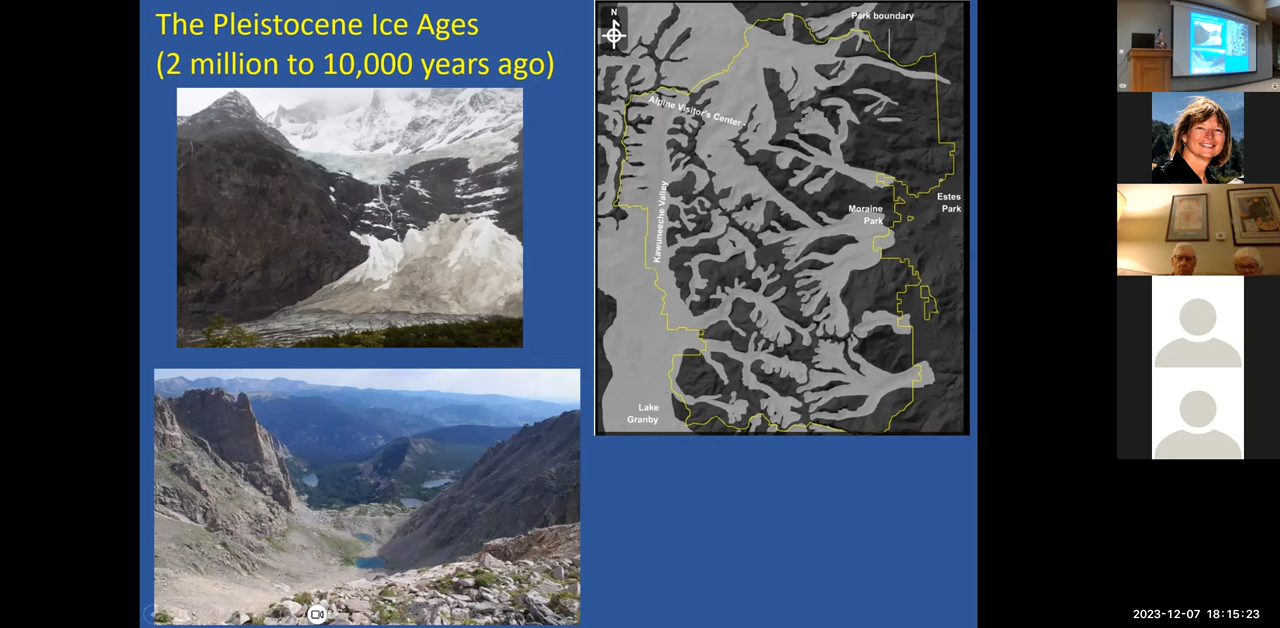 The Pleistocene Ice Ages
(2 million to 10,000 years ago)
N
Park boundary
Alpine Visitor's Center -
Kawuneeche Valley
Estes
Park
Moraine
Park
Lake
Granby
2023-12-07 18:15:23